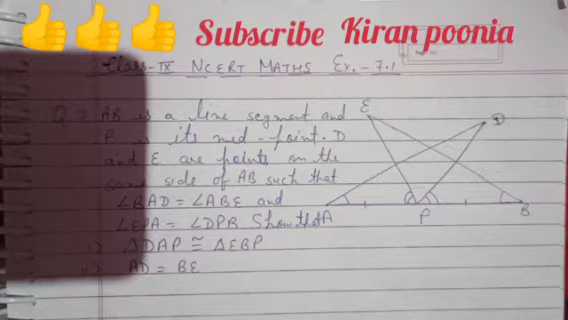 👍👍👍 Subscribe Kiran poonia
Class-IX NCERT MATHS Ex.-7.1
Q.7 AB is a line segment and
P is its mid-point. D
and E are points on the
same side of AB such that
∠BAD = ∠ABE and
∠EPA = ∠DPB Show that
i) ΔDAP ≅ ΔEBP
ii) AD = BE
E
D
A
P
B